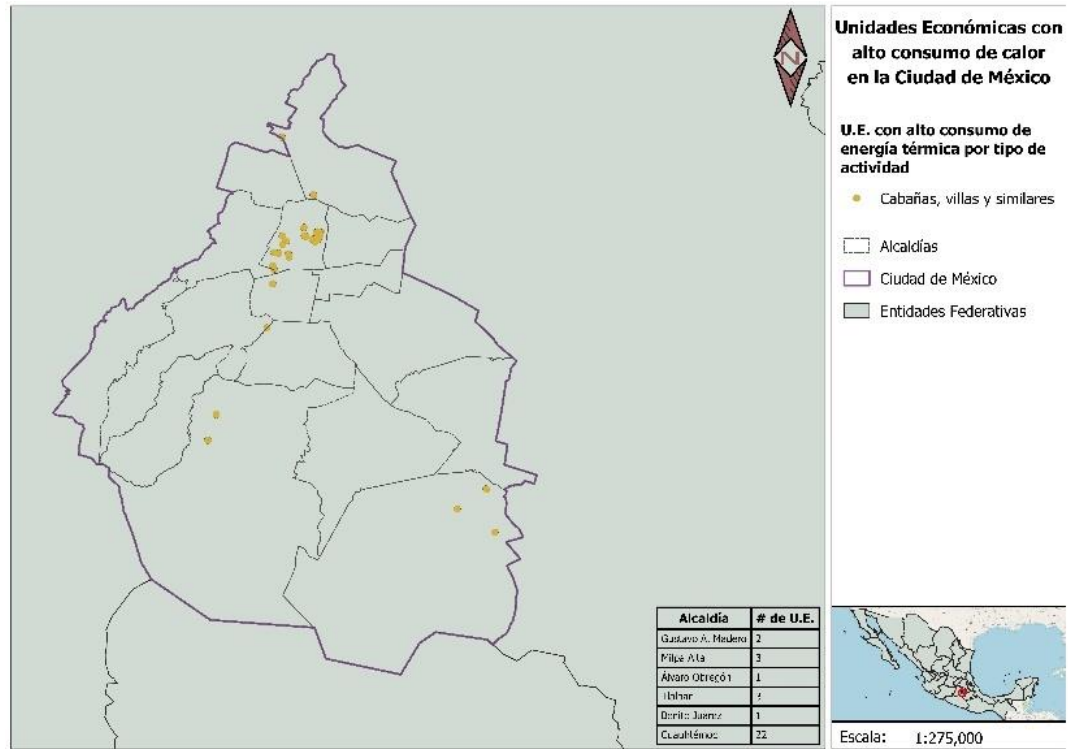 Unidades Económicas con
alto consumo de calor
en la Ciudad de México
U.E. con alto consumo de
energía térmica por tipo de
actividad
Cabañas, villas y similares
Alcaldías
Ciudad de México
Entidades Federativas
N
Alcaldía # de U.E.
Gustavo A. Madero 2
Milpa Alta 3
Álvaro Obregón 1
Tlalpan 3
Benito Juárez 1
Cuauhtémoc 22
Escala: 1:275,000